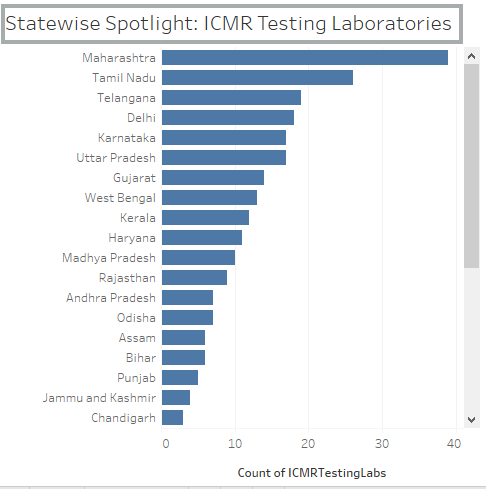 Statewise Spotlight: ICMR Testing Laboratories
Maharashtra
Tamil Nadu
Telangana
Delhi
Karnataka
Uttar Pradesh
Gujarat
West Bengal
Kerala
Haryana
Madhya Pradesh
Rajasthan
Andhra Pradesh
Odisha
Assam
Bihar
Punjab
Jammu and Kashmir
Chandigarh
0 10 20 30 40
Count of ICMRTestingLabs